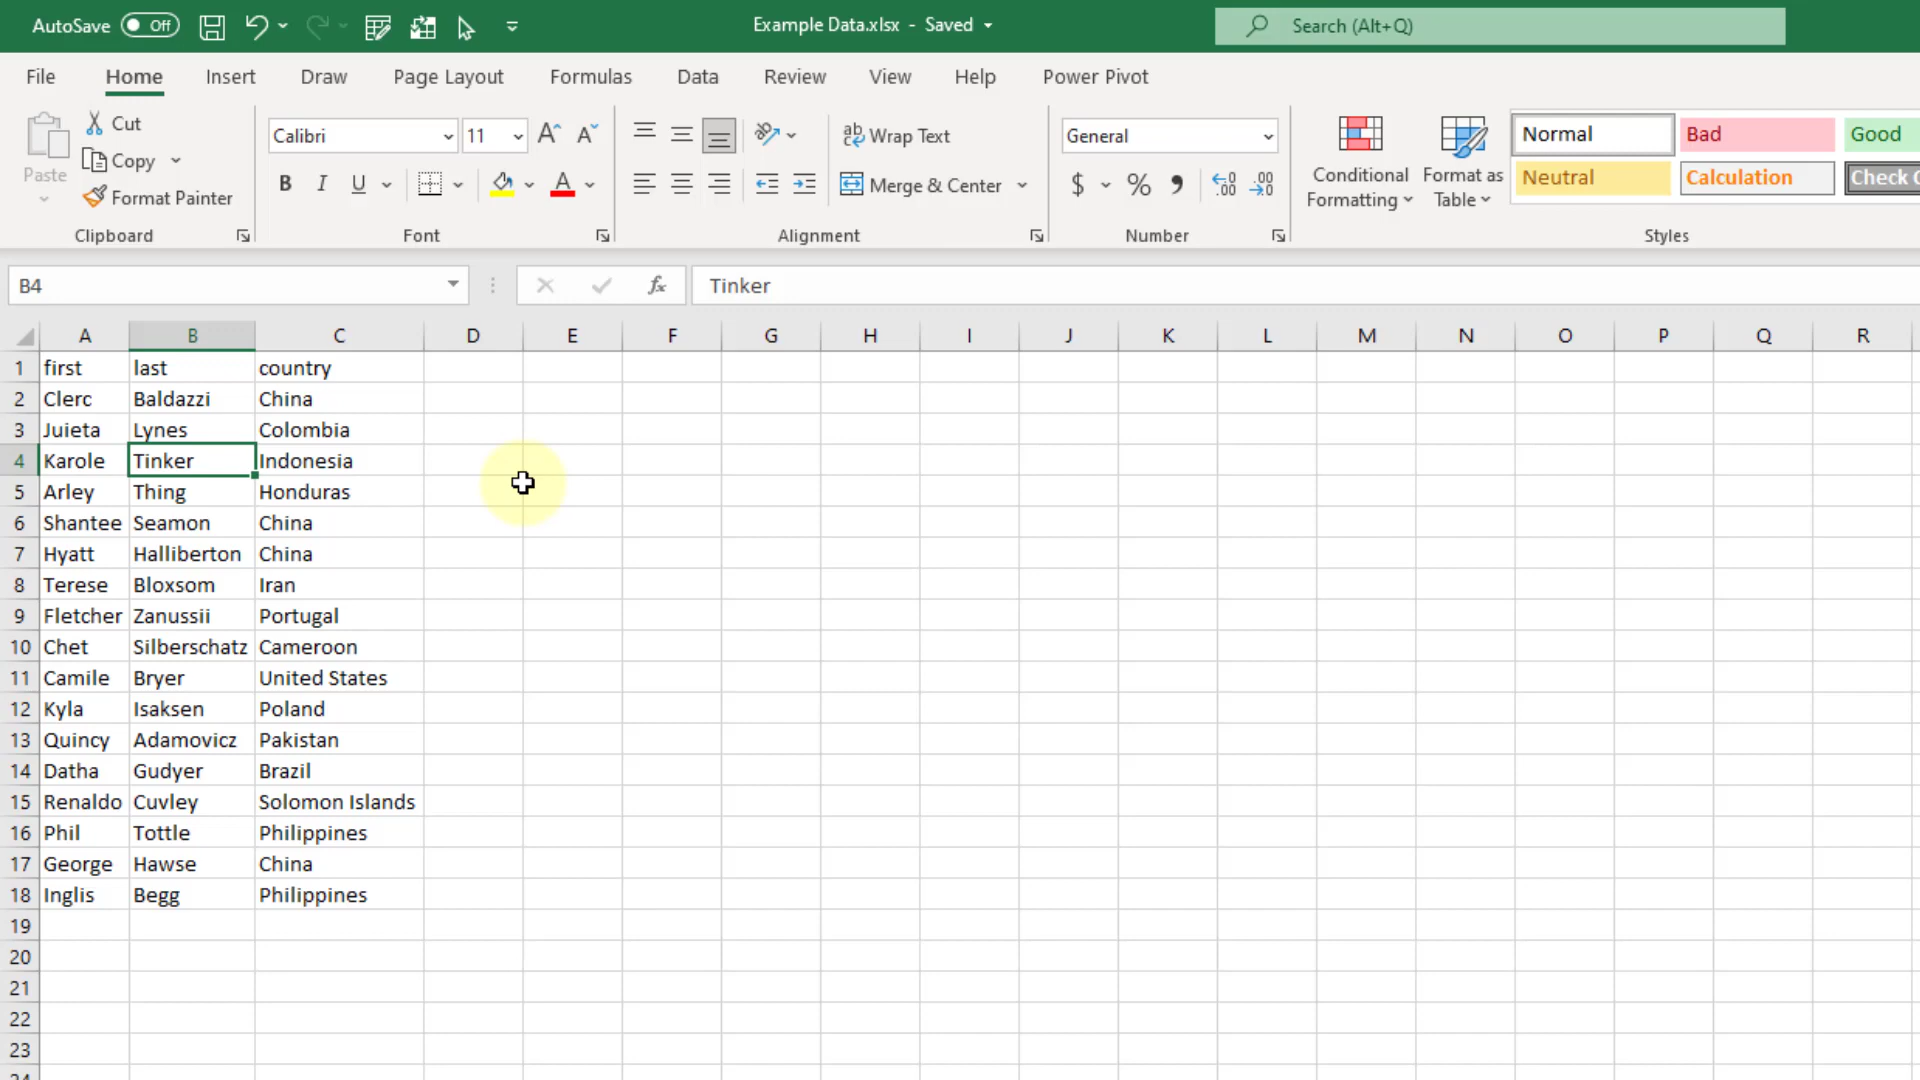 AutoSave Off Example Data.xlsx - Saved Search (Alt+Q)
File Home Insert Draw Page Layout Formulas Data Review View Help Power Pivot
Paste Cut Copy Format Painter
Calibri 11 A A
B I U A
ab Wrap Text
Merge & Center
General
$ % , .00 .00
Conditional Formatting Format as Table
Normal Bad Good
Neutral Calculation Check
Clipboard Font Alignment Number Styles
B4 fx Tinker
A B C D E F G H I J K L M N O P Q R
1 first last country
2 Clerc Baldazzi China
3 Juieta Lynes Colombia
4 Karole Tinker Indonesia
5 Arley Thing Honduras
6 Shantee Seamon China
7 Hyatt Halliberton China
8 Terese Bloxsom Iran
9 Fletcher Zanussii Portugal
10 Chet Silberschatz Cameroon
11 Camile Bryer United States
12 Kyla Isaksen Poland
13 Quincy Adamovicz Pakistan
14 Datha Gudyer Brazil
15 Renaldo Cuvley Solomon Islands
16 Phil Tottle Philippines
17 George Hawse China
18 Inglis Begg Philippines
19
20
21
22
23